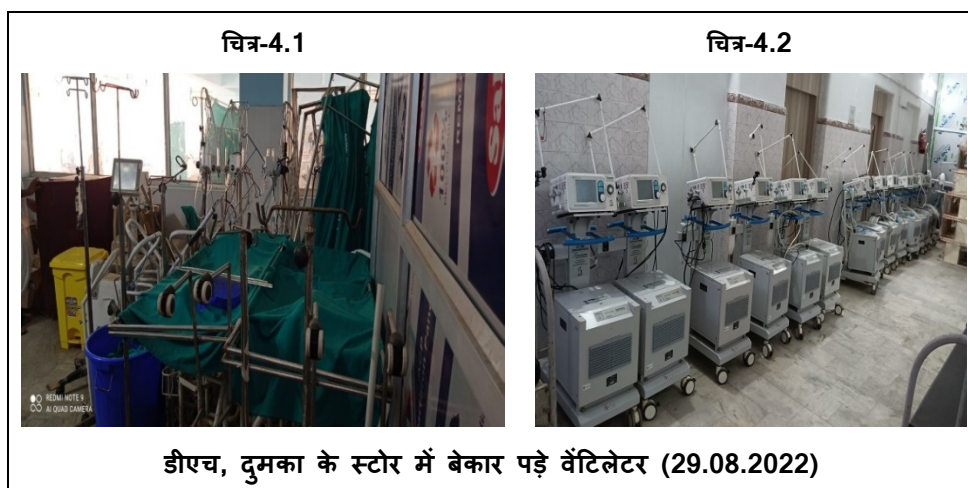 चित्र-4.1
चित्र-4.2
REDMI NOTE 9
AI QUAD CAMERA
डीएच, दुमका के स्टोर में बेकार पड़े वेंटिलेटर (29.08.2022)